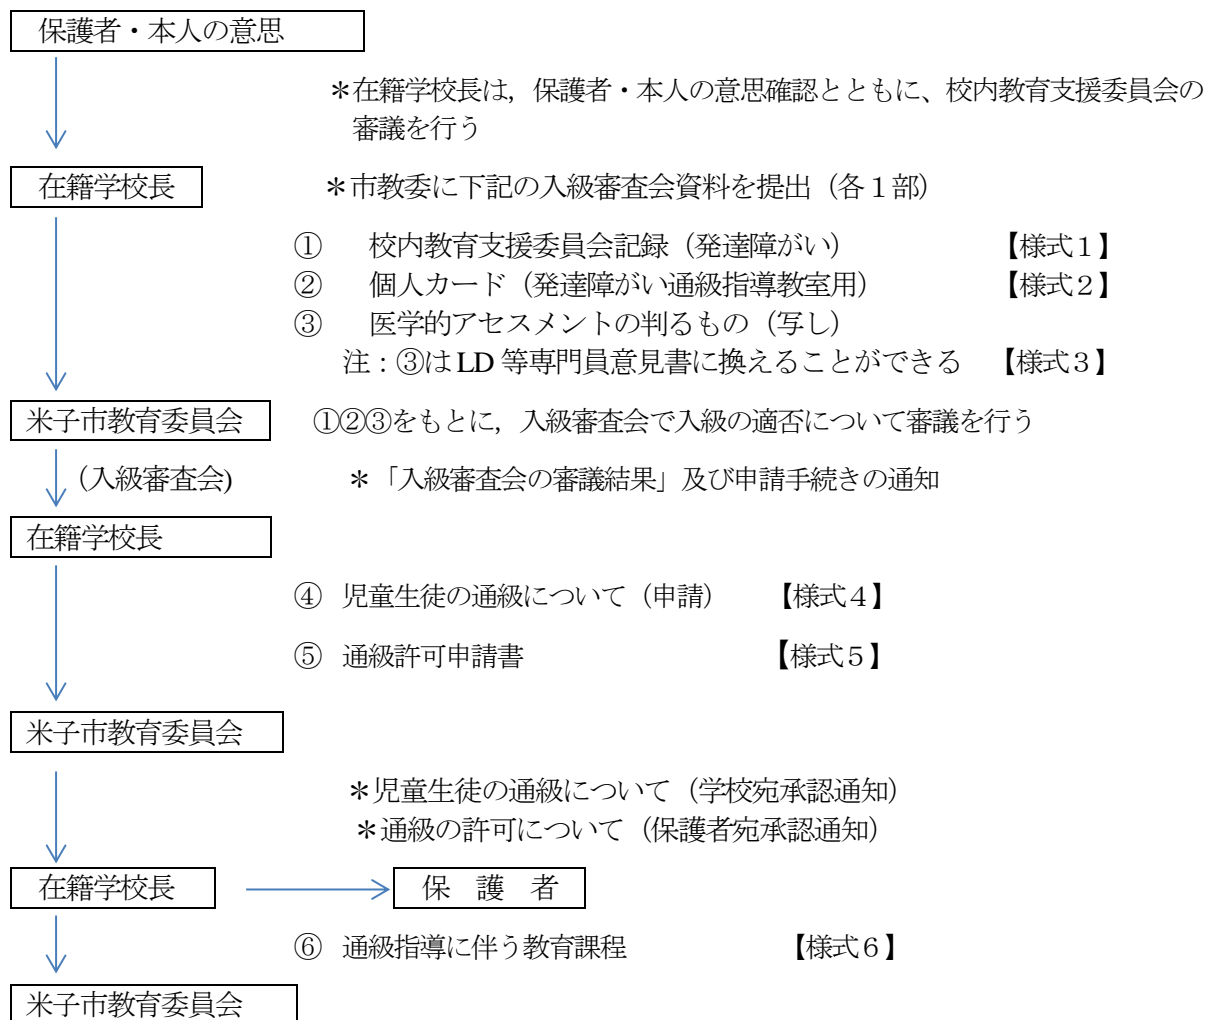 保護者・本人の意思
＊在籍学校長は，保護者・本人の意思確認とともに、校内教育支援委員会の
審議を行う
在籍学校長
＊市教委に下記の入級審査会資料を提出（各１部）
① 校内教育支援委員会記録（発達障がい） 【様式１】
② 個人カード（発達障がい通級指導教室用） 【様式２】
③ 医学的アセスメントの判るもの（写し）
注：③はLD等専門員意見書に換えることができる 【様式３】
米子市教育委員会 ①②③をもとに，入級審査会で入級の適否について審議を行う
（入級審査会) ＊「入級審査会の審議結果」及び申請手続きの通知
在籍学校長
④ 児童生徒の通級について（申請） 【様式４】
⑤ 通級許可申請書 【様式５】
米子市教育委員会
＊児童生徒の通級について（学校宛承認通知）
＊通級の許可について（保護者宛承認通知）
在籍学校長 保 護 者
⑥ 通級指導に伴う教育課程 【様式６】
米子市教育委員会